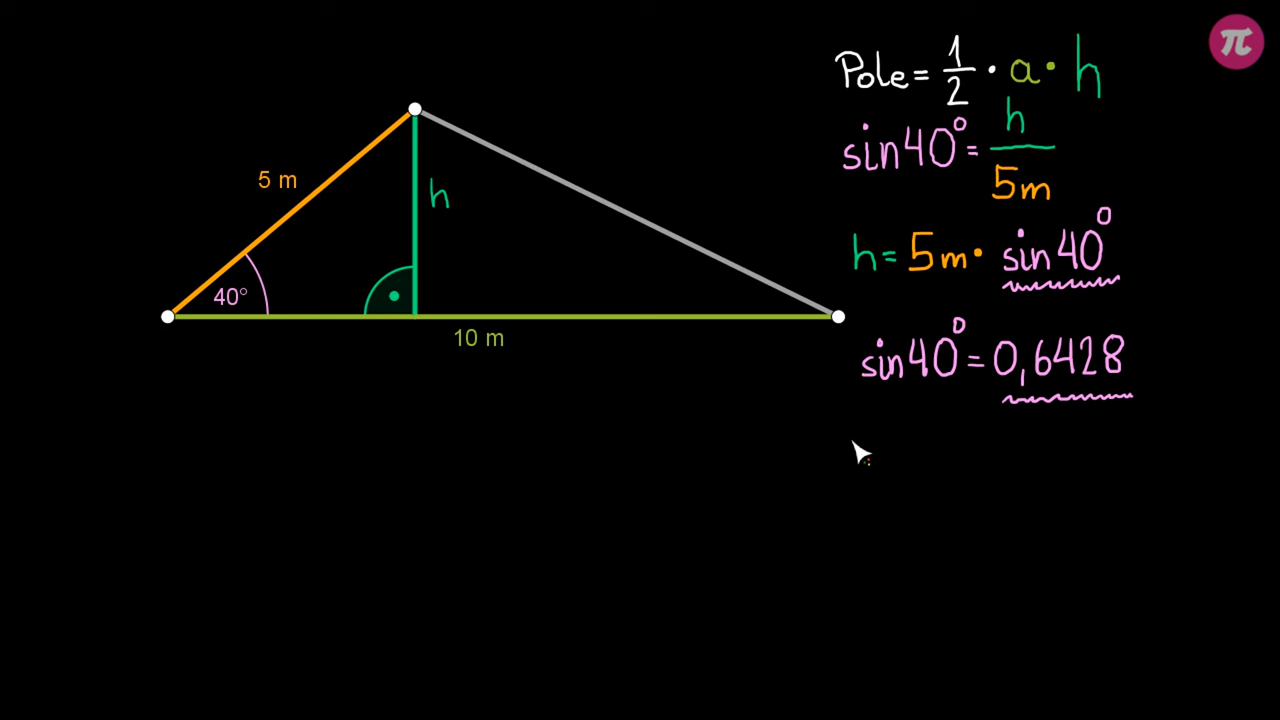 π
Pole = 1/2 · a · h
sin40° = h/5m
h = 5m · sin40°
sin40° = 0,6428
5 m
h
40°
10 m